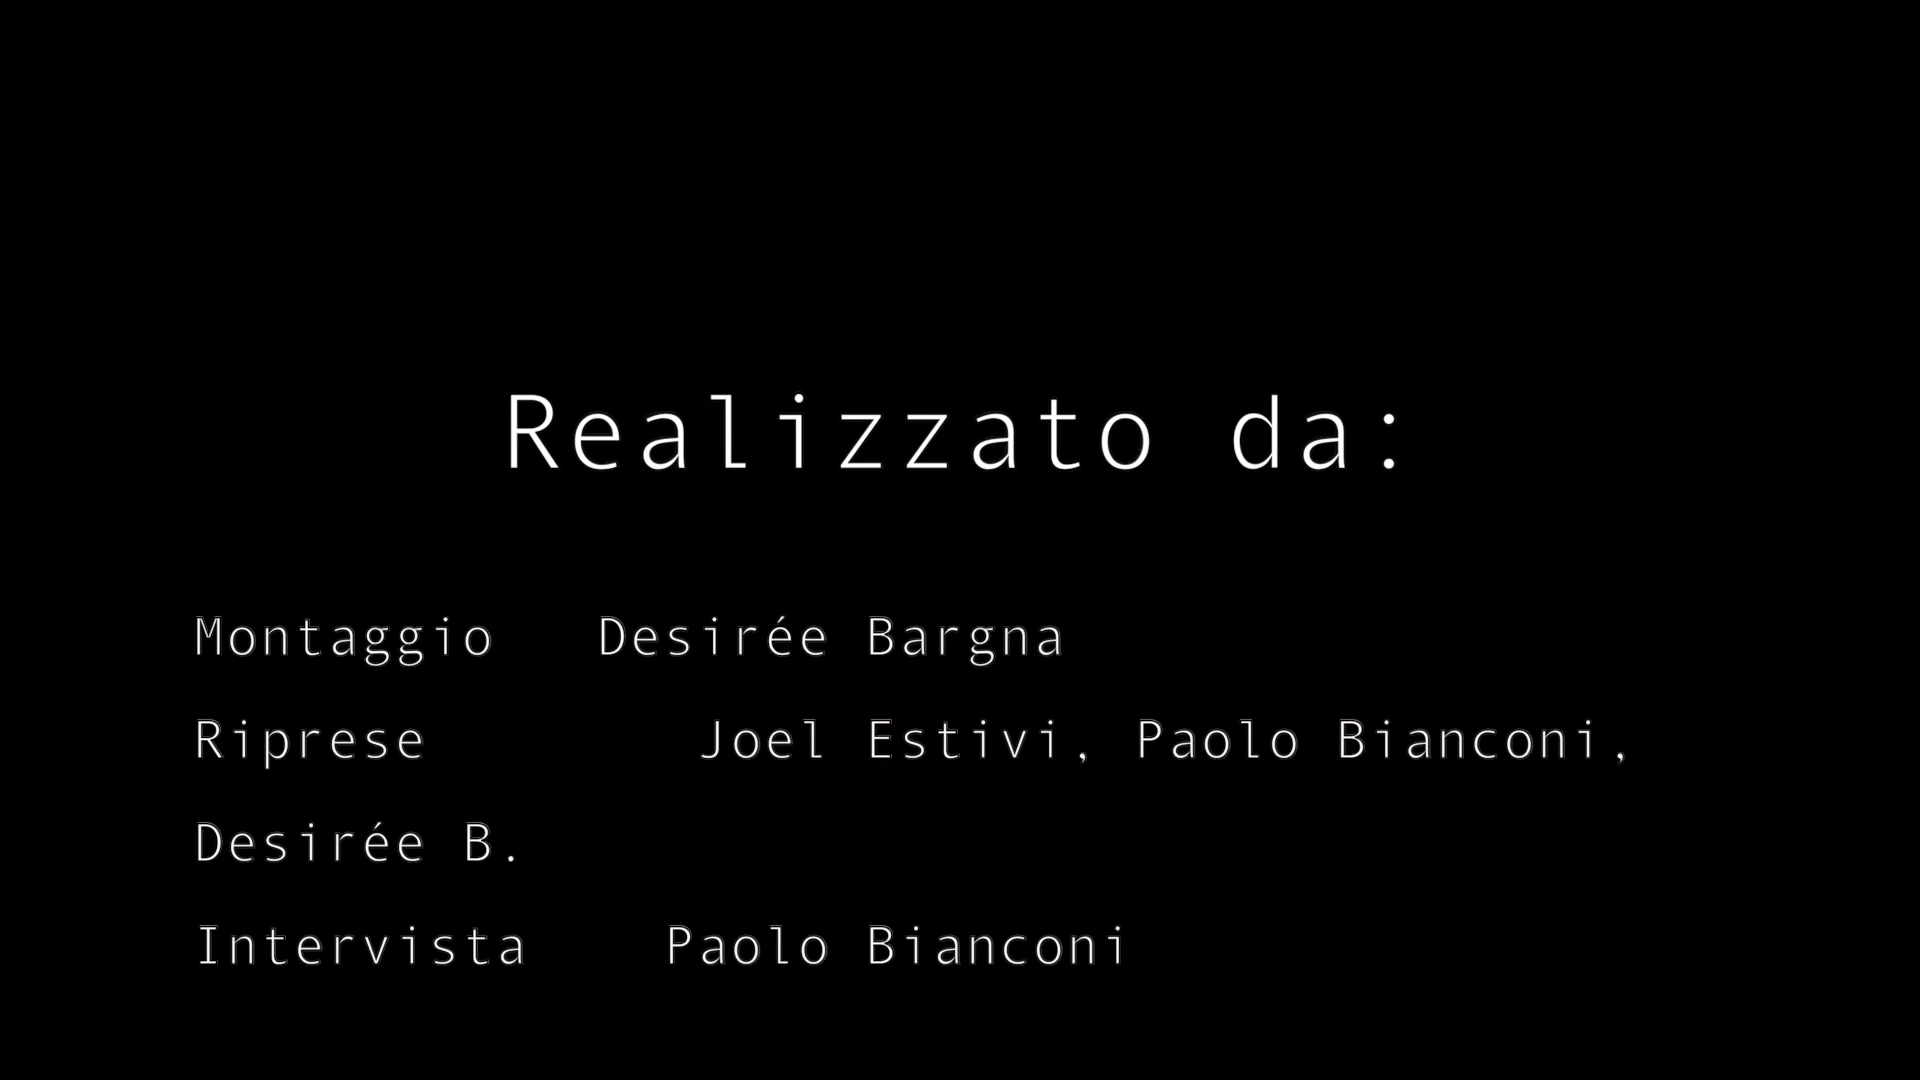 Realizzato da:
Montaggio Desirée Bargna
Riprese Joel Estivi, Paolo Bianconi,
Desirée B.
Intervista Paolo Bianconi